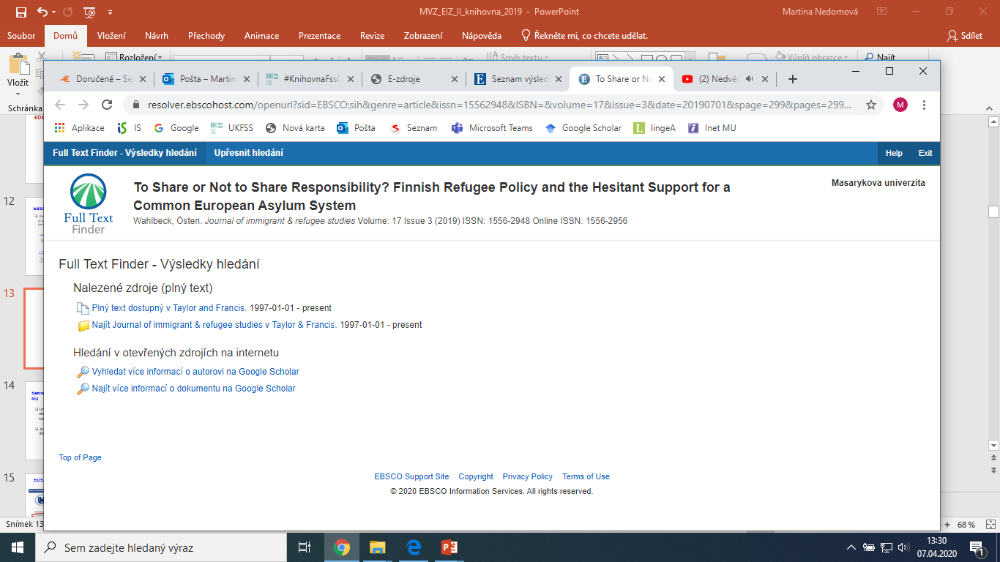 MVZ_EIZ_II_knihovna_2019 - PowerPoint
Martina Nedomová
Soubor Domů Vložení Návrh Přechody Animace Prezentace Revize Zobrazení Nápověda Řekněte mi, co chcete udělat. Sdílet
Rozložení Směr textu Výplň obrazce Najít
Vložit
Schránka
Doručené – Se Pošta – Martin #KnihovnaFssC E-zdroje Seznam výsled To Share or No (2) Nedvěd
resolver.ebscohost.com/openurl?sid=EBSCO:sih&genre=article&issn=15562948&ISBN=&volume=17&issue=3&date=20190701&spage=299&pages=299...
M
Aplikace IS Google UKFSS Nová karta Pošta Seznam Microsoft Teams Google Scholar lingeA Inet MU
Full Text Finder - Výsledky hledání Upřesnit hledání Help Exit
Full Text
Finder
To Share or Not to Share Responsibility? Finnish Refugee Policy and the Hesitant Support for a
Common European Asylum System
Masarykova univerzita
Wahlbeck, Östen. Journal of immigrant & refugee studies Volume: 17 Issue 3 (2019) ISSN: 1556-2948 Online ISSN: 1556-2956
Full Text Finder - Výsledky hledání
Nalezené zdroje (plný text)
Plný text dostupný v Taylor and Francis. 1997-01-01 - present
Najít Journal of immigrant & refugee studies v Taylor & Francis. 1997-01-01 - present
Hledání v otevřených zdrojích na internetu
Vyhledat více informací o autorovi na Google Scholar
Najít více informací o dokumentu na Google Scholar
Top of Page
EBSCO Support Site Copyright Privacy Policy Terms of Use
© 2020 EBSCO Information Services. All rights reserved.
12
13
14
15
Snímek 13
68 %
Sem zadejte hledaný výraz
13:30
07.04.2020
1